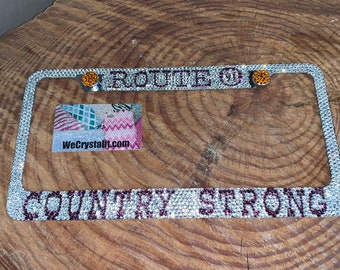 ROUTE 91
WeCrystalIt.com
COUNTRY STRONG